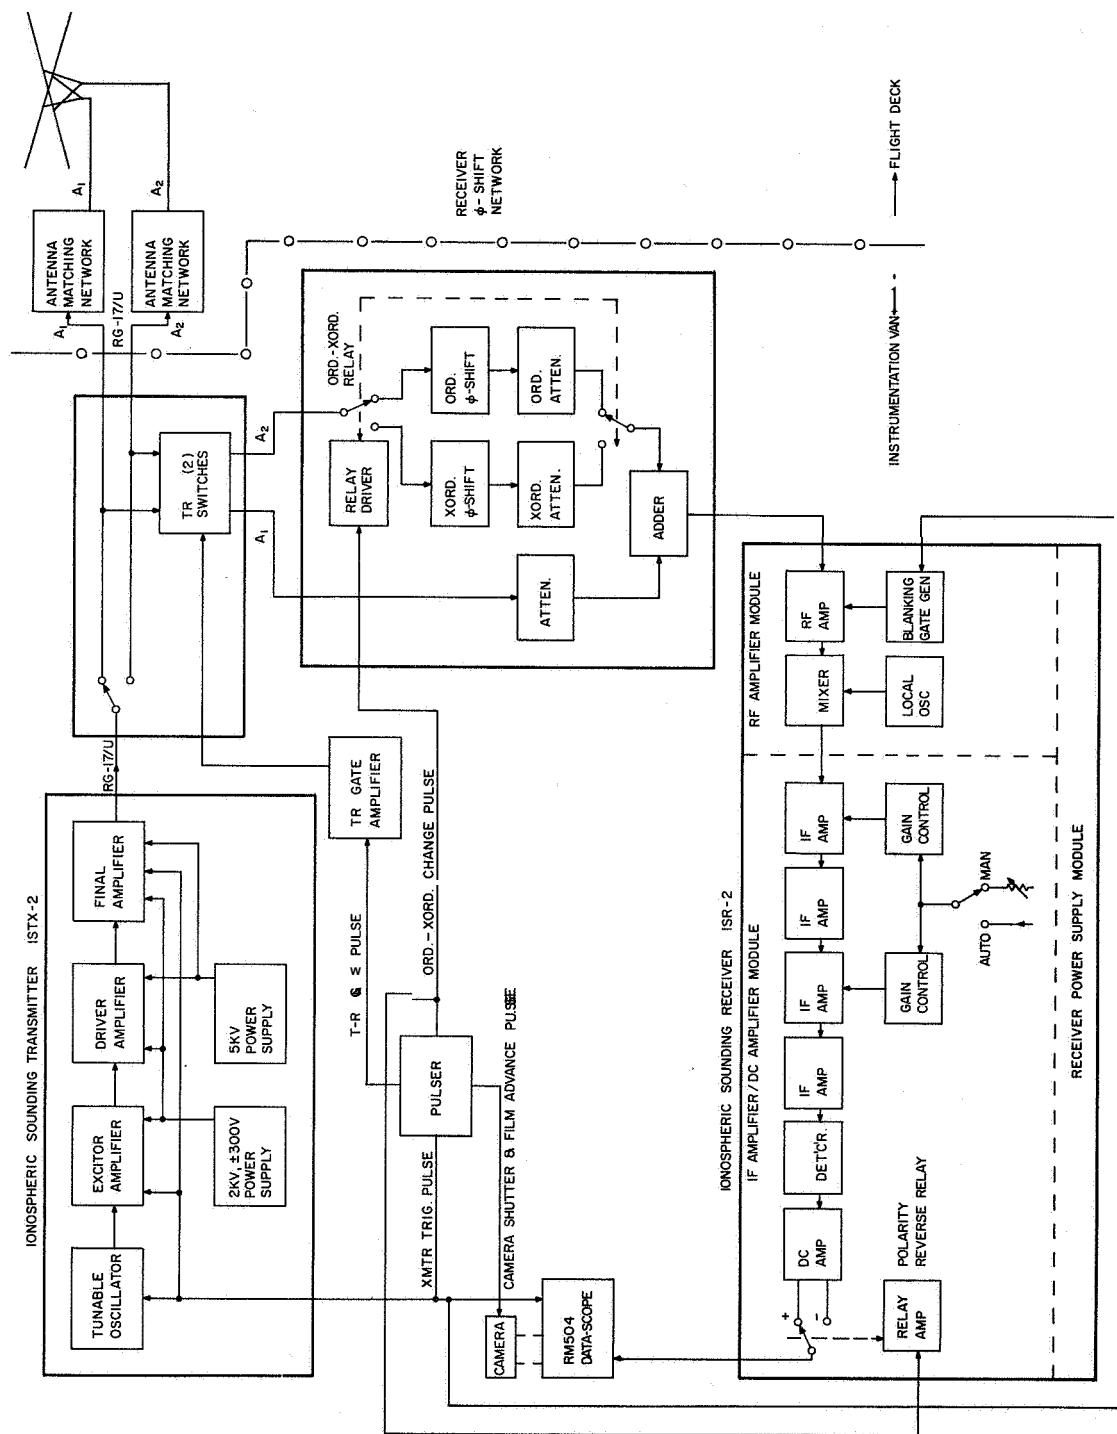 IONOSPHERIC SOUNDING TRANSMITTER ISTX-2
TUNABLE
OSCILLATOR
EXCITOR
AMPLIFIER
DRIVER
AMPLIFIER
FINAL
AMPLIFIER
2KV, ±300V
POWER
SUPPLY
5KV
POWER
SUPPLY
RG-17/U
TR (2)
SWITCHES
A1
A2
RG-17/U
A1
A2
ANTENNA
MATCHING
NETWORK
ANTENNA
MATCHING
NETWORK
A1
A2
TR GATE
AMPLIFIER
T-R PULSE
ORD.-XORD. CHANGE PULSE
PULSER
XMTR TRIG. PULSE
CAMERA SHUTTER & FILM ADVANCE PULSE
CAMERA
RM504
DATA-SCOPE
RECEIVER
ϕ-SHIFT
NETWORK
ORD.-XORD.
RELAY
RELAY
DRIVER
ORD.
ϕ-SHIFT
ORD.
ATTEN.
XORD.
ϕ-SHIFT
XORD.
ATTEN.
ATTEN.
ADDER
INSTRUMENTATION VAN
FLIGHT DECK
IONOSPHERIC SOUNDING RECEIVER ISR-2
IF AMPLIFIER/DC AMPLIFIER MODULE
RF AMPLIFIER MODULE
RF
AMP
MIXER
BLANKING
GATE GEN
LOCAL
OSC
IF
AMP
IF
AMP
IF
AMP
IF
AMP
DET'C'R.
DC
AMP
+
-
GAIN
CONTROL
GAIN
CONTROL
AUTO
MAN
POLARITY
REVERSE RELAY
RELAY
AMP
RECEIVER POWER SUPPLY MODULE